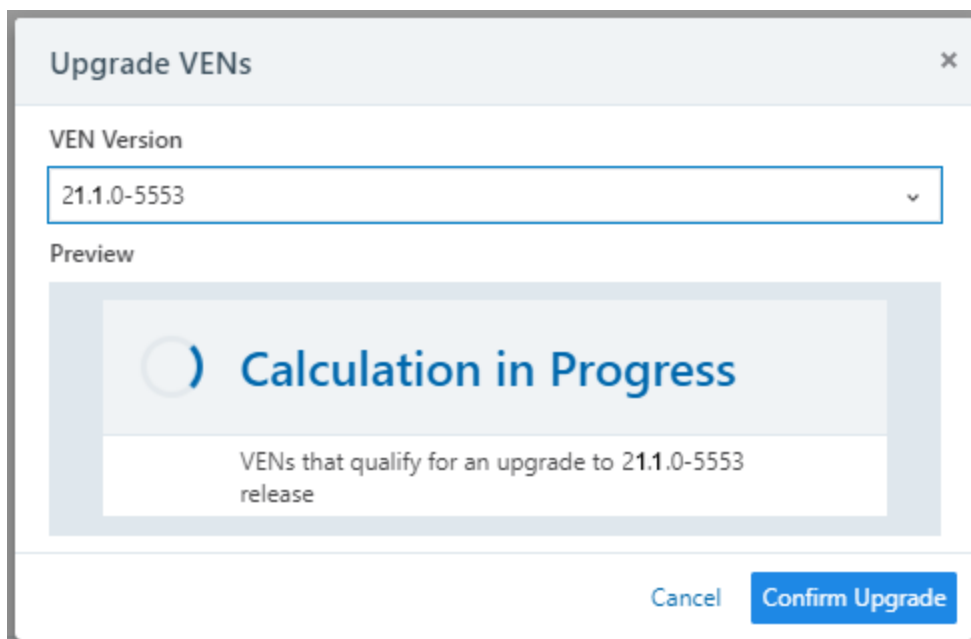 Upgrade VENs
VEN Version
21.1.0-5553
Preview
Calculation in Progress
VENs that qualify for an upgrade to 21.1.0-5553
release
Cancel
Confirm Upgrade